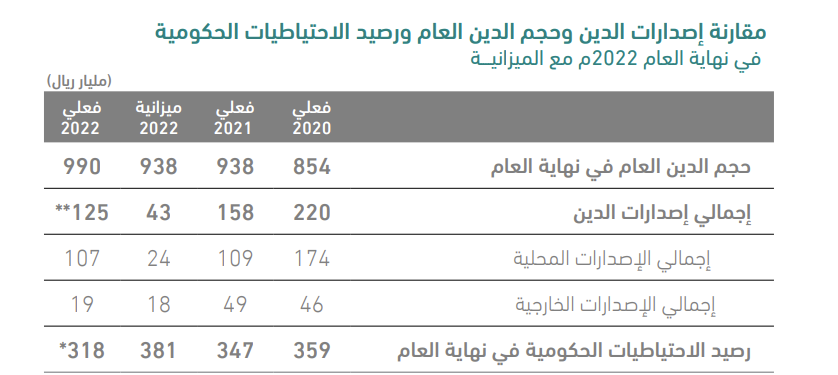 مقارنة إصدارات الدين وحجم الدين العام ورصيد الاحتياطيات الحكومية
في نهاية العام 2022م مع الميزانيـــة
(مليار ريال)
فعلي 2020 فعلي 2021 ميزانية 2022 فعلي 2022
حجم الدين العام في نهاية العام 854 938 938 990
إجمالي إصدارات الدين 220 158 43 125**
إجمالي الإصدارات المحلية 174 109 24 107
إجمالي الإصدارات الخارجية 46 49 18 19
رصيد الاحتياطيات الحكومية في نهاية العام 359 347 381 318*